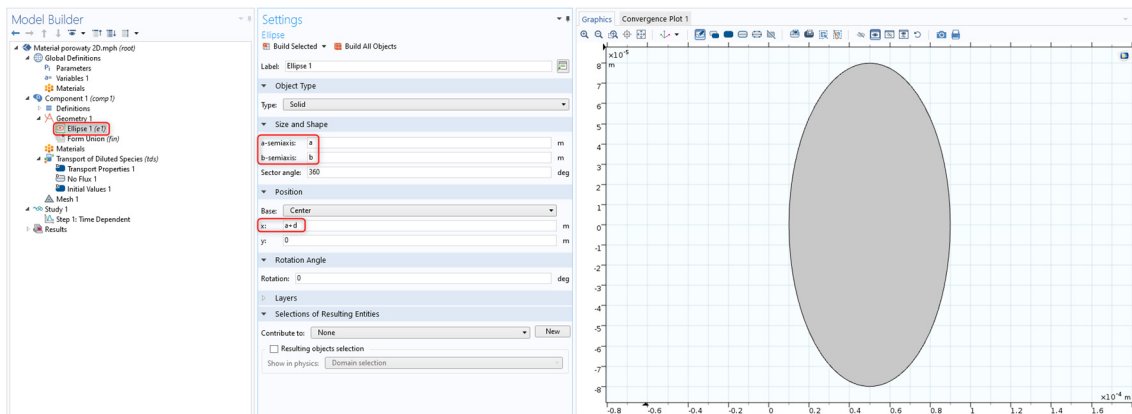 Model Builder
Materiał porowaty 2D.mph (root)
Global Definitions
Pi Parameters
a= Variables 1
Materials
Component 1 (comp1)
Definitions
Geometry 1
Ellipse 1 (e1)
Form Union (fin)
Materials
Transport of Diluted Species (tds)
Transport Properties 1
No Flux 1
Initial Values 1
Mesh 1
Study 1
Step 1: Time Dependent
Results
Settings
Ellipse
Build Selected Build All Objects
Label: Ellipse 1
Object Type
Type: Solid
Size and Shape
a-semiaxis: a m
b-semiaxis: b m
Sector angle: 360 deg
Position
Base: Center
x: a+d m
y: 0 m
Rotation Angle
Rotation: 0 deg
Layers
Selections of Resulting Entities
Contribute to: None New
Resulting objects selection
Show in physics: Domain selection
Graphics Convergence Plot 1
×10⁻⁵
8 m
7
6
5
4
3
2
1
0
-1
-2
-3
-4
-5
-6
-7
-8
×10⁻⁴ m
-0.8 -0.6 -0.4 -0.2 0 0.2 0.4 0.6 0.8 1 1.2 1.4 1.6